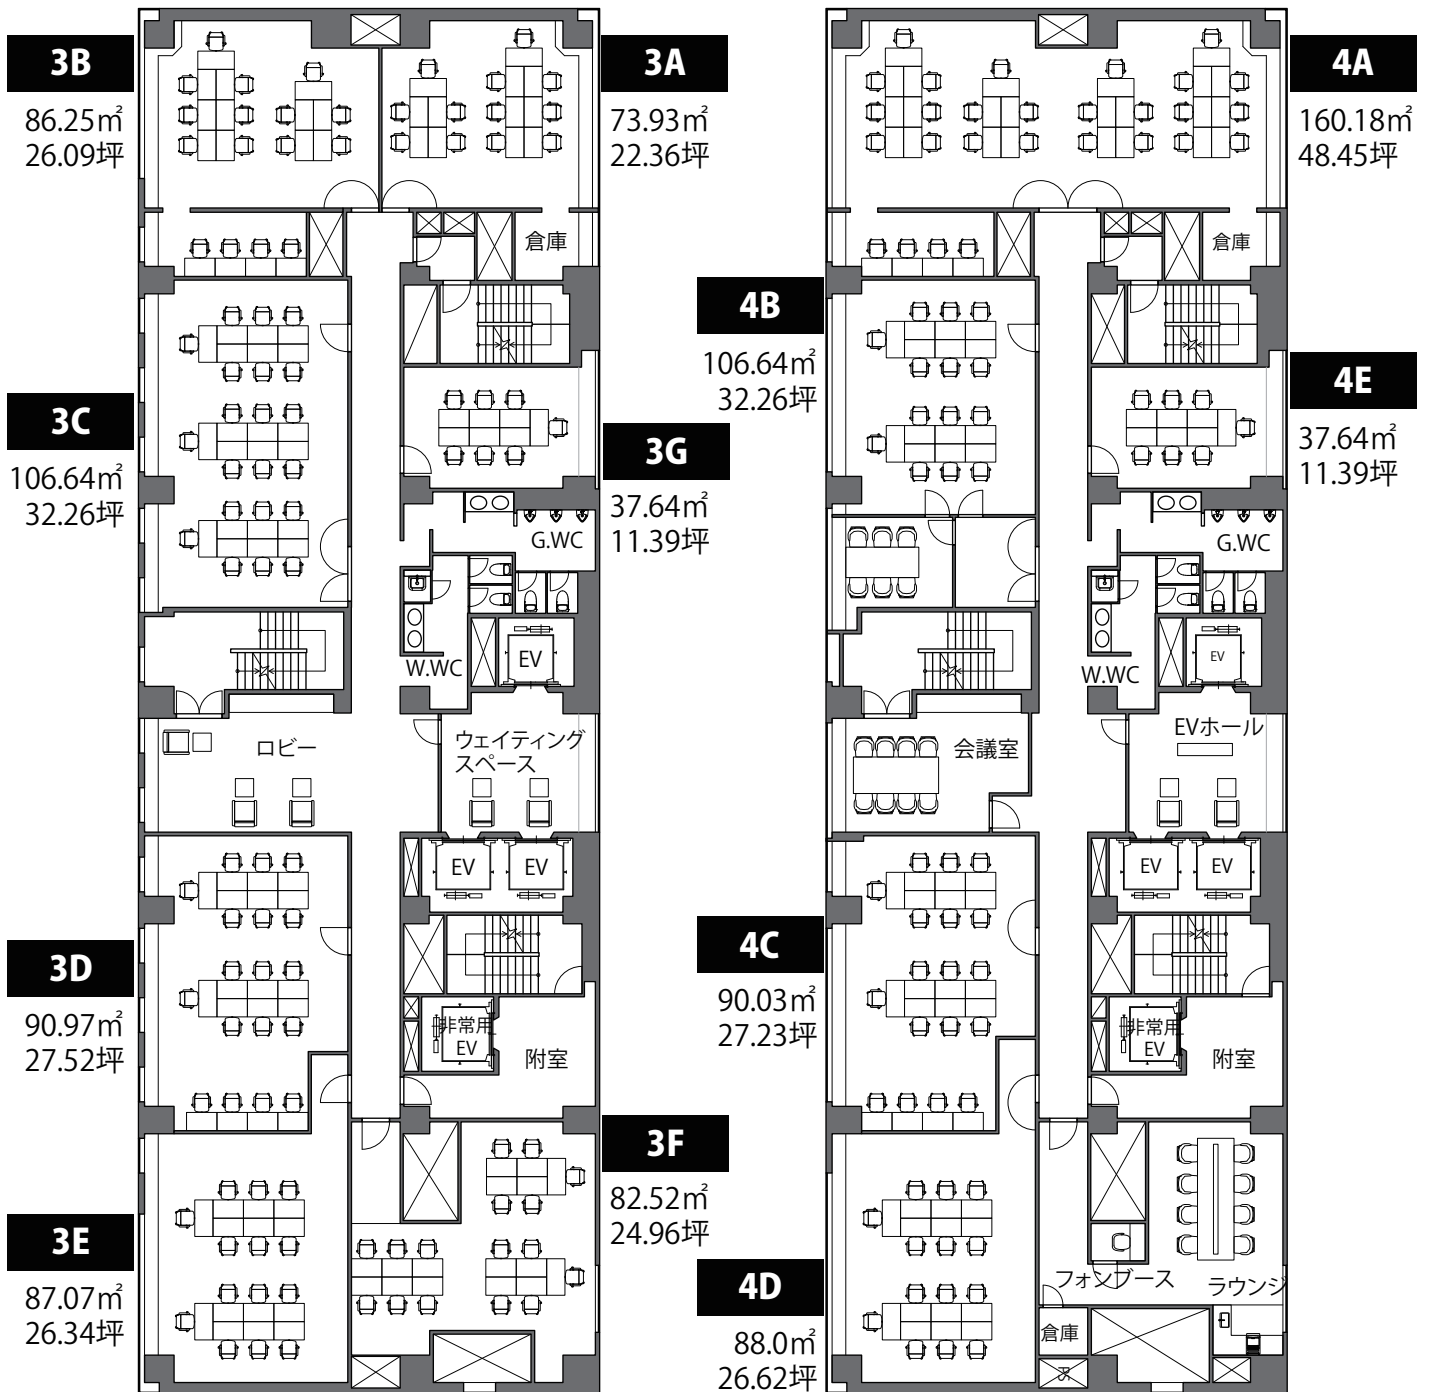 3B
86.25㎡
26.09坪
3A
73.93㎡
22.36坪
倉庫
3C
106.64㎡
32.26坪
3G
37.64㎡
11.39坪
G.WC
W.WC
EV
ロビー
ウェイティング
スペース
EV
EV
3D
90.97㎡
27.52坪
非常用
EV
附室
3F
82.52㎡
24.96坪
3E
87.07㎡
26.34坪
4A
160.18㎡
48.45坪
倉庫
4B
106.64㎡
32.26坪
4E
37.64㎡
11.39坪
G.WC
W.WC
EV
EVホール
会議室
EV
EV
4C
90.03㎡
27.23坪
非常用
EV
附室
フォンブース
ラウンジ
4D
88.0㎡
26.62坪
倉庫
PS